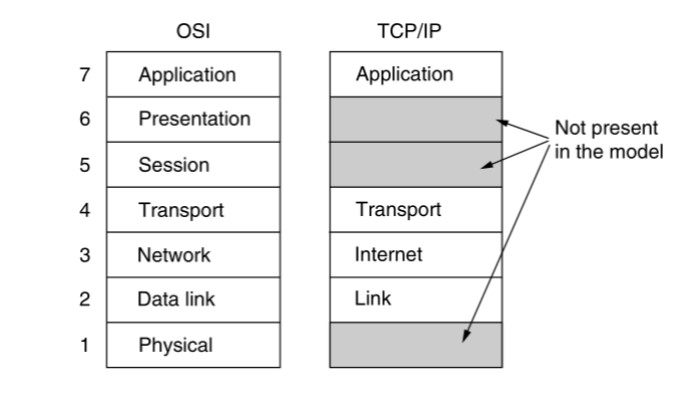 OSI TCP/IP
7 Application Application
6 Presentation
Not present
in the model
5 Session
4 Transport Transport
3 Network Internet
2 Data link Link
1 Physical